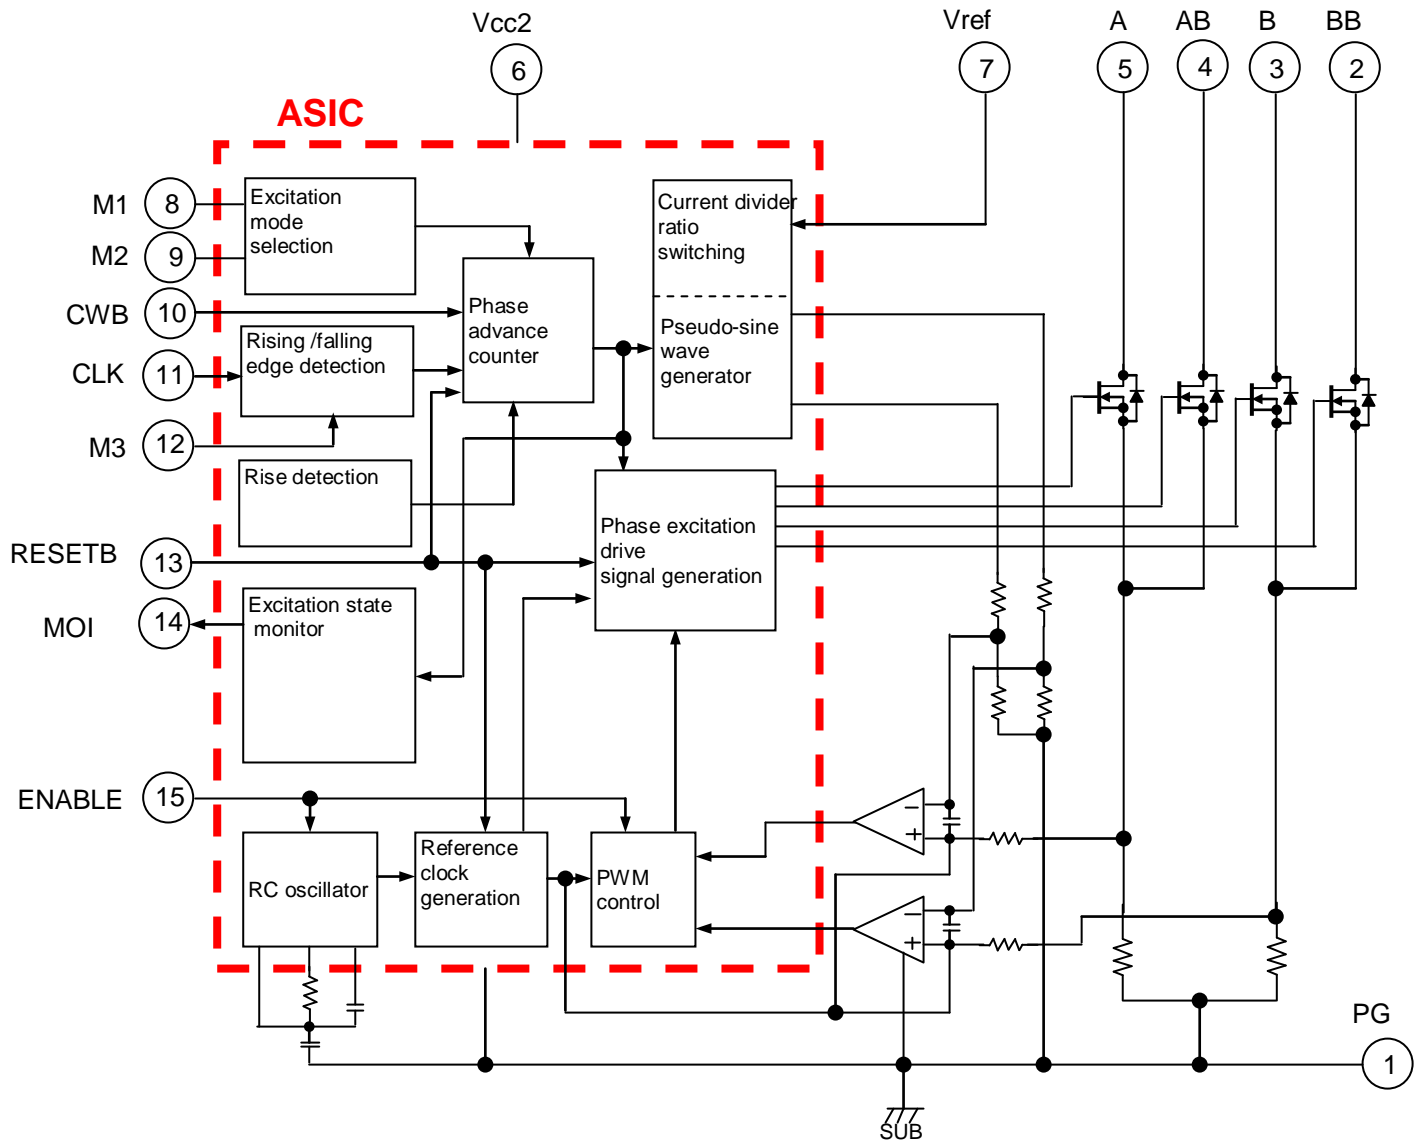 Vcc2
Vref
A
AB
B
BB
6
7
5
4
3
2
ASIC
M1
8
M2
9
CWB
10
CLK
11
M3
12
RESETB
13
MOI
14
ENABLE
15
Excitation
mode
selection
Current divider
ratio
switching
Phase
advance
counter
Rising /falling
edge detection
Pseudo-sine
wave
generator
Rise detection
Phase excitation
drive
signal generation
Excitation state
monitor
RC oscillator
Reference
clock
generation
PWM
control
−
+
−
+
PG
1
SUB